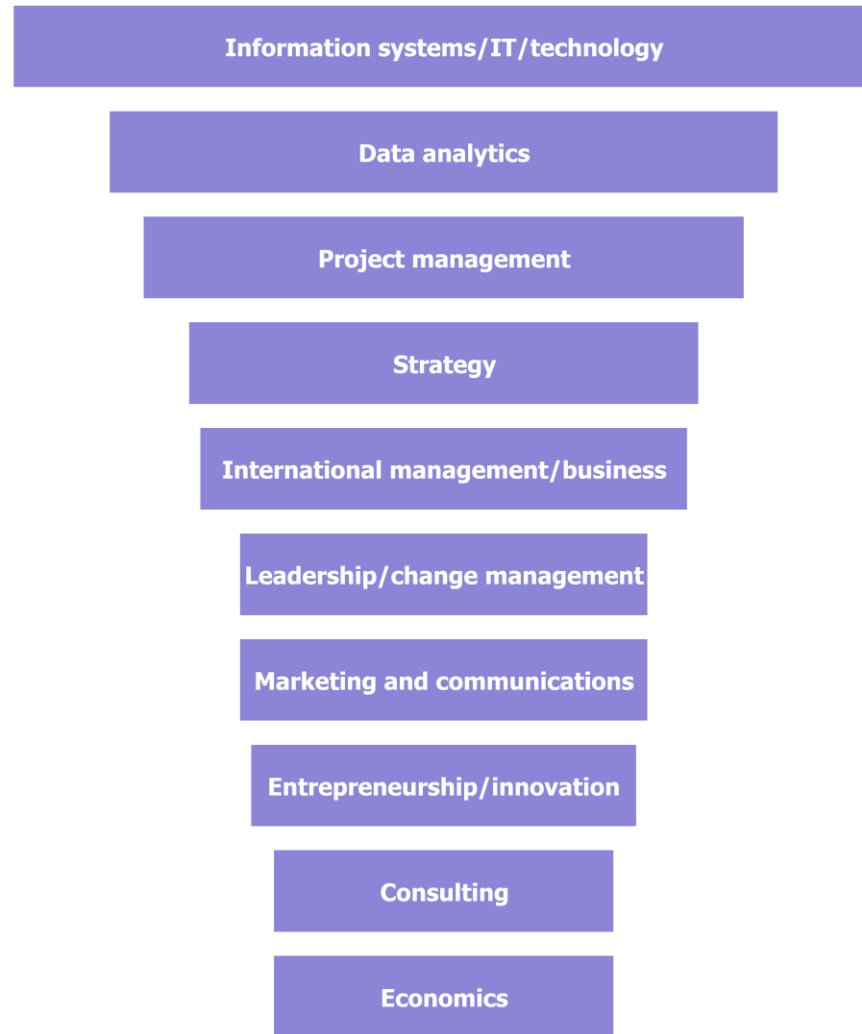 Information systems/IT/technology
Data analytics
Project management
Strategy
International management/business
Leadership/change management
Marketing and communications
Entrepreneurship/innovation
Consulting
Economics